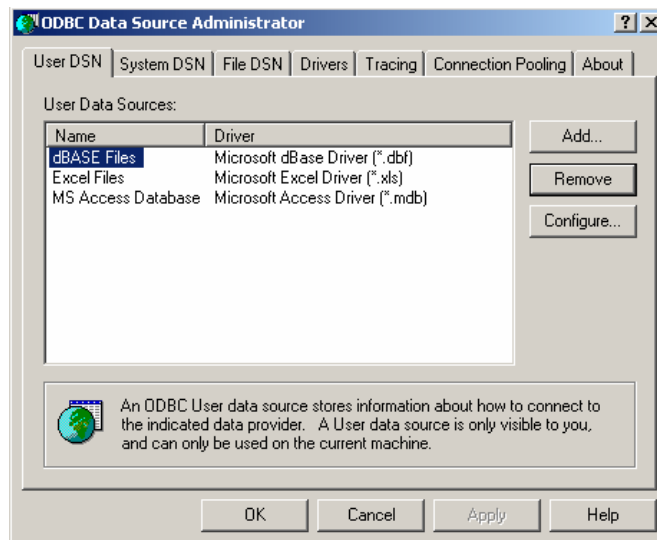 ODBC Data Source Administrator
User DSN System DSN File DSN Drivers Tracing Connection Pooling About
User Data Sources:
Name Driver
dBASE Files Microsoft dBase Driver (*.dbf)
Excel Files Microsoft Excel Driver (*.xls)
MS Access Database Microsoft Access Driver (*.mdb)
Add...
Remove
Configure...
An ODBC User data source stores information about how to connect to
the indicated data provider. A User data source is only visible to you,
and can only be used on the current machine.
OK Cancel Apply Help